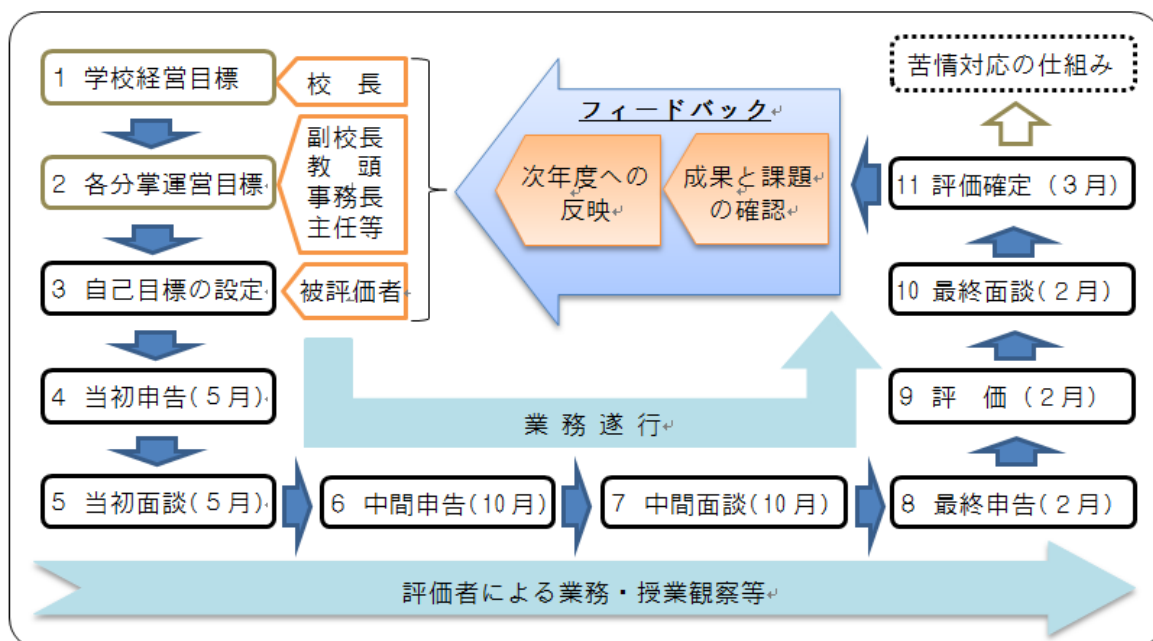 1 学校経営目標
校 長
2 各分掌運営目標
副校長
教 頭
事務長
主任等
3 自己目標の設定
被評価者
4 当初申告(５月)
5 当初面談(５月)
6 中間申告(10月)
7 中間面談(10月)
8 最終申告(２月)
9 評 価 (２月)
10 最終面談(２月)
11 評価確定 (３月)
苦情対応の仕組み
フィードバック
成果と課題
の確認
次年度への
反映
業 務 遂 行
評価者による業務・授業観察等